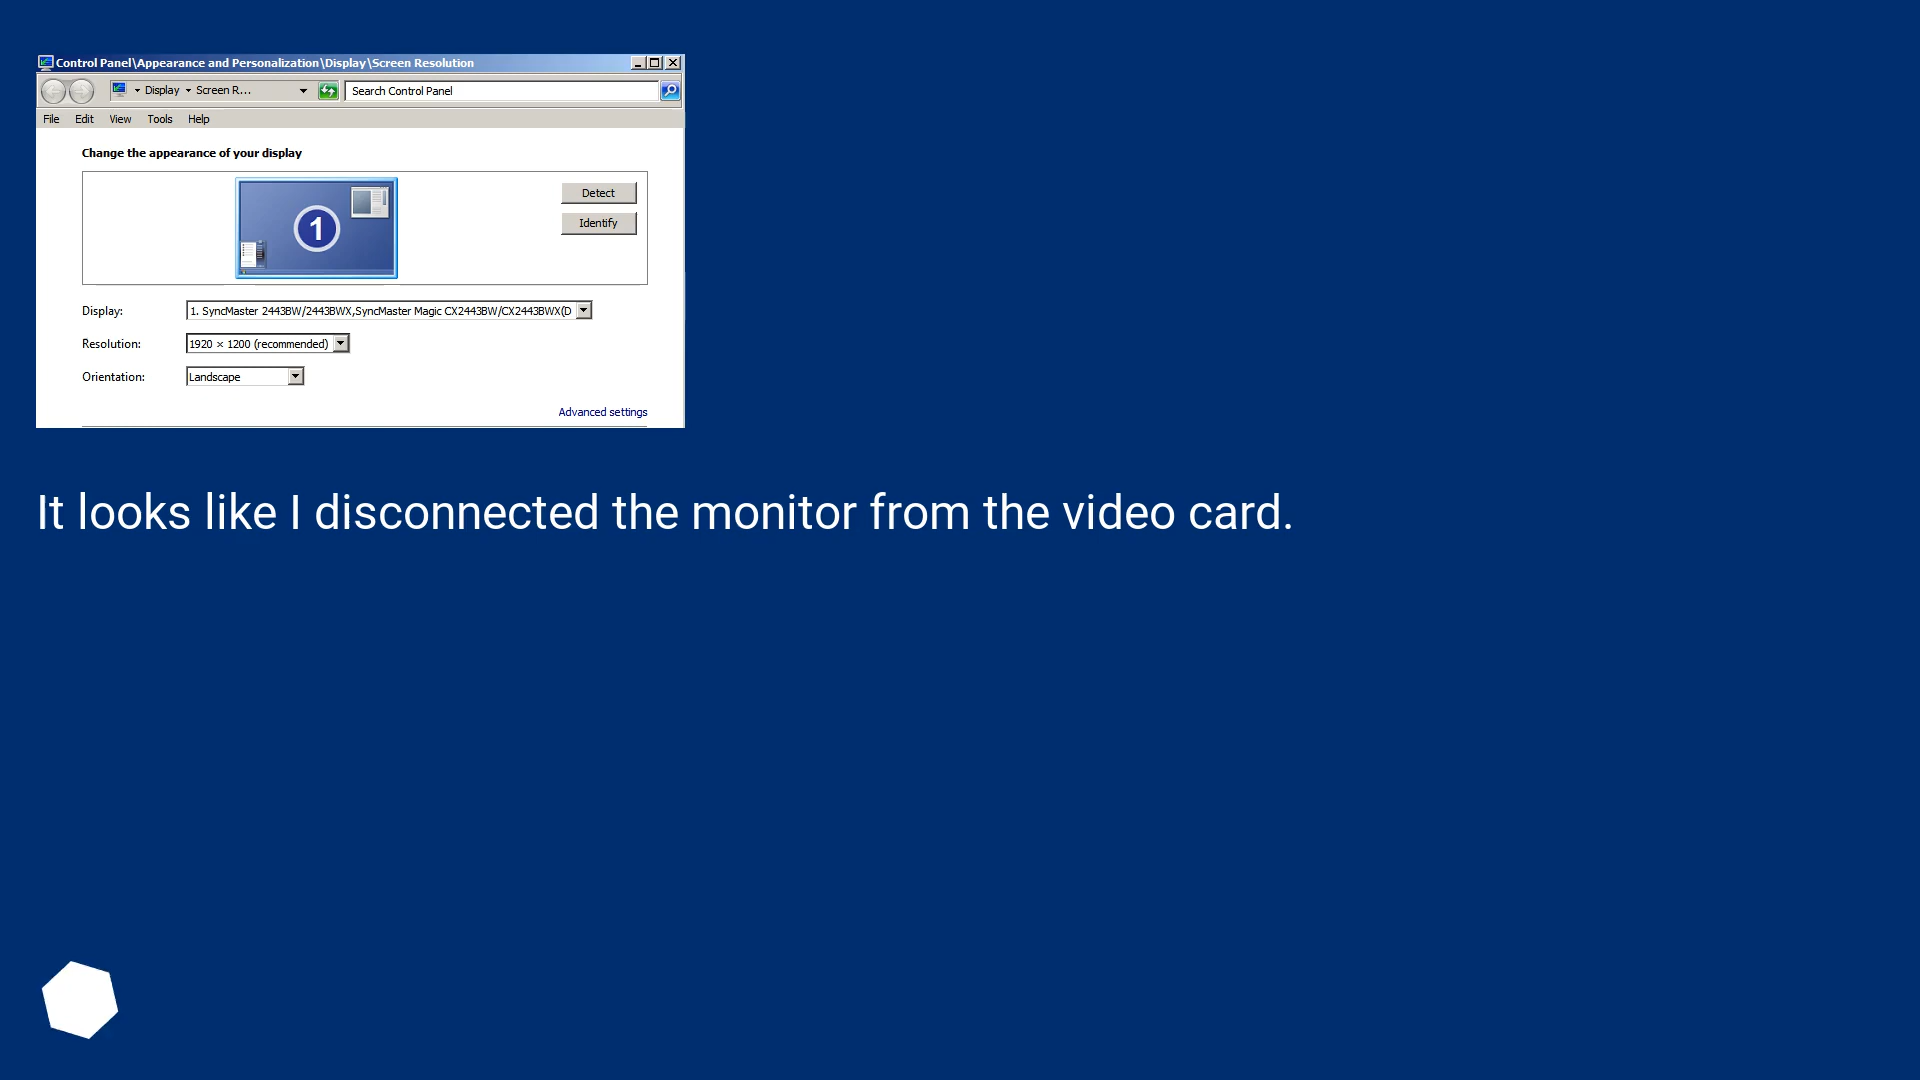 Control Panel\Appearance and Personalization\Display\Screen Resolution
Display Screen R...
Search Control Panel
File Edit View Tools Help
Change the appearance of your display
1
Detect
Identify
Display: 1. SyncMaster 2443BW/2443BWX,SyncMaster Magic CX2443BW/CX2443BWX(D
Resolution: 1920 × 1200 (recommended)
Orientation: Landscape
Advanced settings
It looks like I disconnected the monitor from the video card.